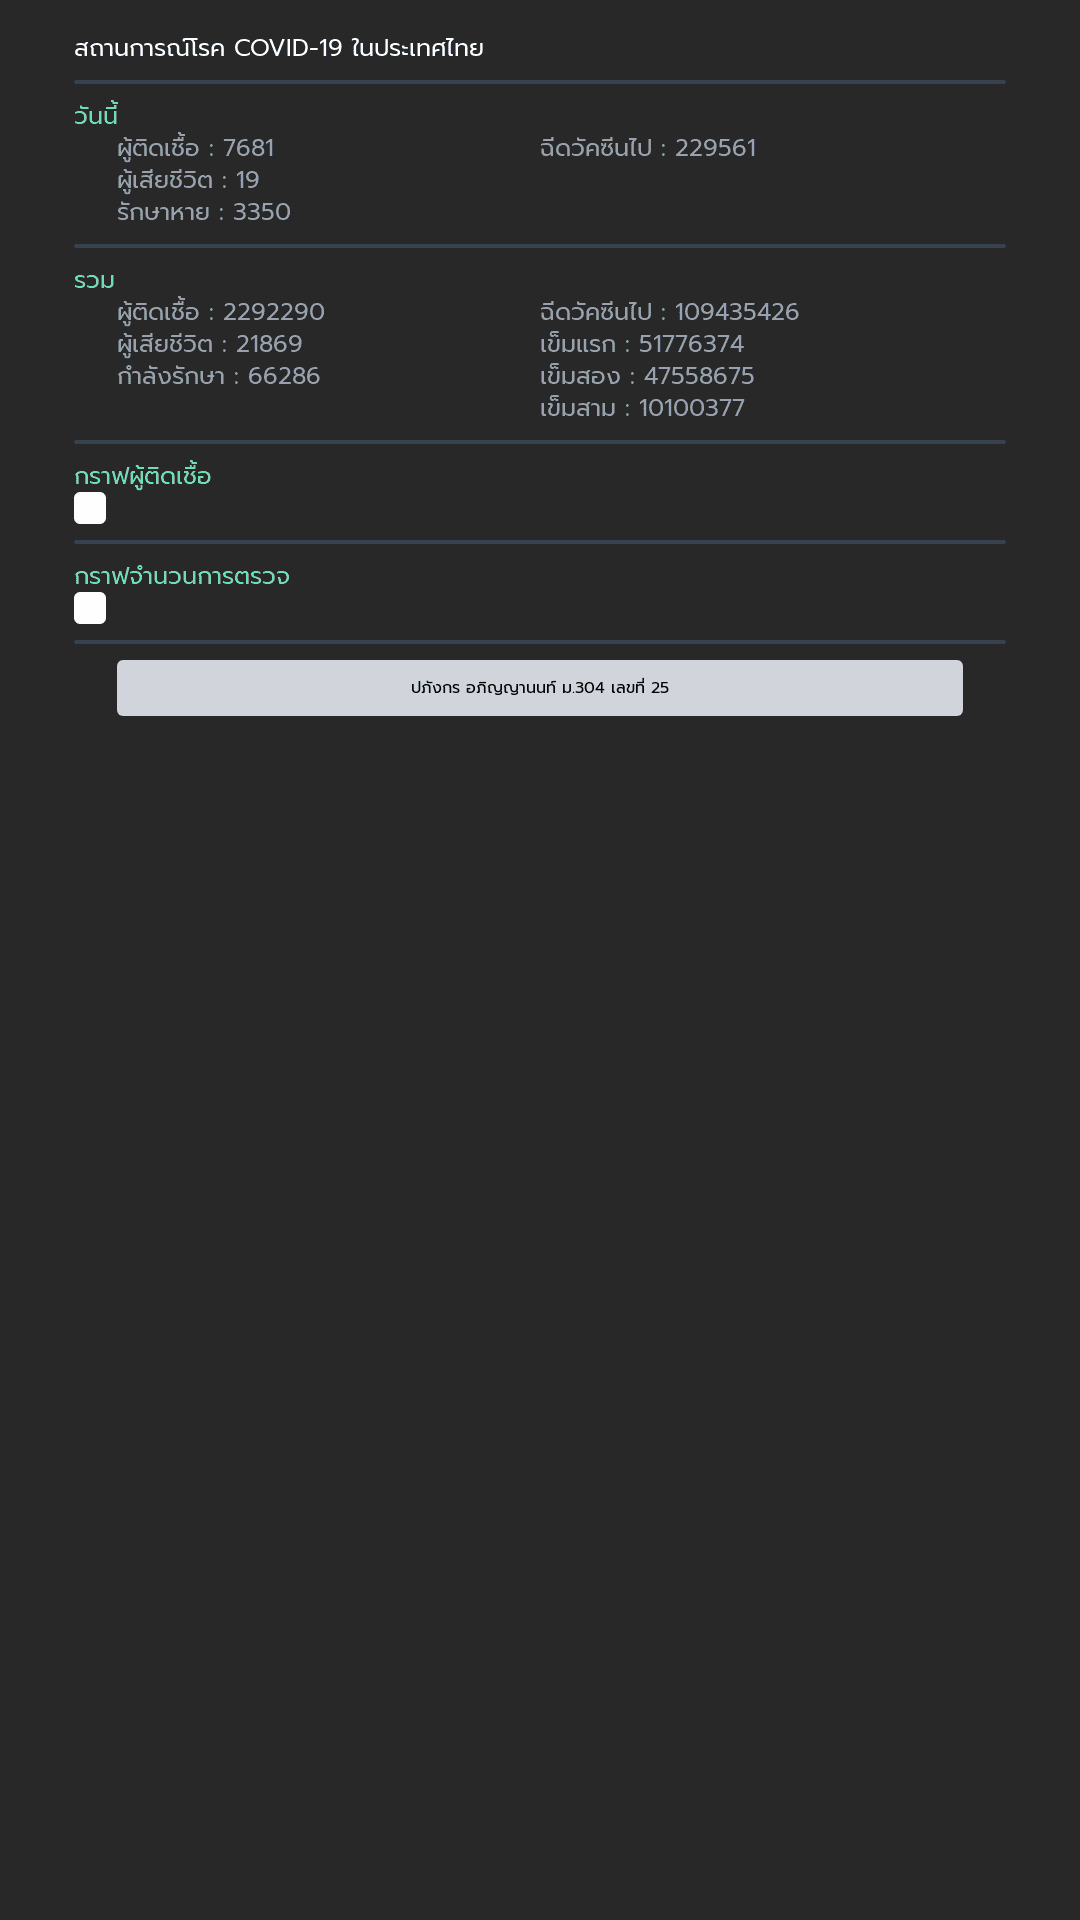 สถานการณ์โรค COVID-19 ในประเทศไทย
วันนี้
ผู้ติดเชื้อ : 7681
ผู้เสียชีวิต : 19
รักษาหาย : 3350
ฉีดวัคซีนไป : 229561
รวม
ผู้ติดเชื้อ : 2292290
ผู้เสียชีวิต : 21869
กำลังรักษา : 66286
ฉีดวัคซีนไป : 109435426
เข็มแรก : 51776374
เข็มสอง : 47558675
เข็มสาม : 10100377
กราฟผู้ติดเชื้อ
กราฟจำนวนการตรวจ
ปภังกร อภิญญานนท์ ม.304 เลขที่ 25